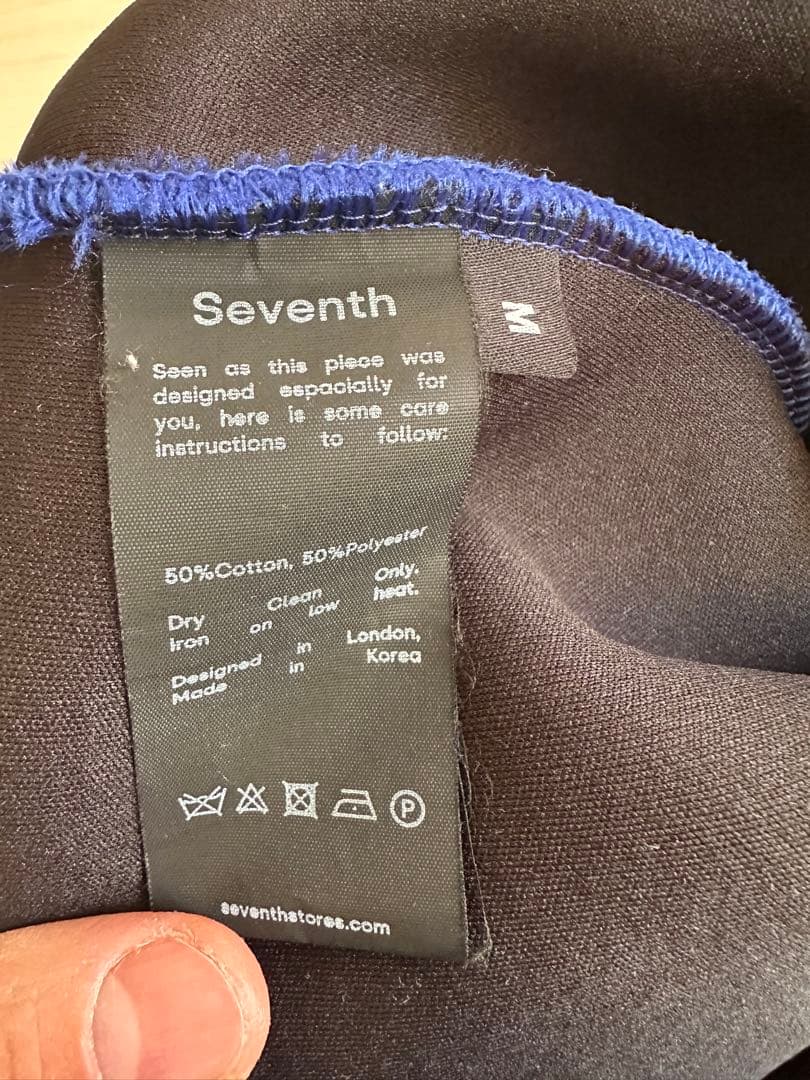 Seventh
M
Seen as this piece was
designed espacially for
you, here is some care
instructions to follow:
50%Cotton, 50%Polyester
Dry Clean Only.
Iron on low heat.
Designed in London,
Made in Korea
P
seventhstores.com